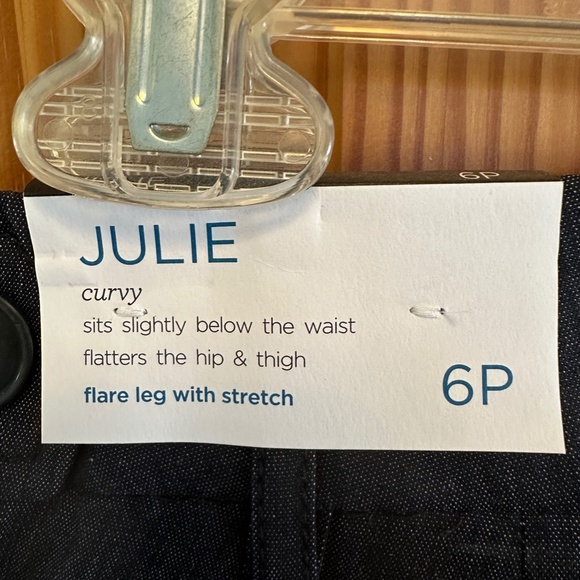 6P
JULIE
curvy
sits slightly below the waist
flatters the hip & thigh
flare leg with stretch
6P